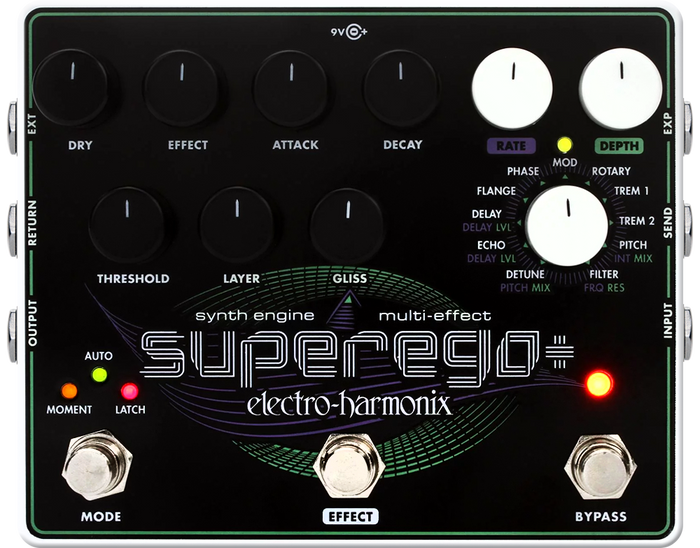 9V
EXT
DRY
EFFECT
ATTACK
DECAY
RATE
DEPTH
EXP
MOD
PHASE
ROTARY
FLANGE
TREM 1
DELAY
DELAY LVL
TREM 2
ECHO
DELAY LVL
PITCH
INT MIX
DETUNE
PITCH MIX
FILTER
FRQ RES
RETURN
SEND
THRESHOLD
LAYER
GLISS
OUTPUT
INPUT
synth engine
multi-effect
superego+
electro-harmonix
AUTO
MOMENT
LATCH
MODE
EFFECT
BYPASS